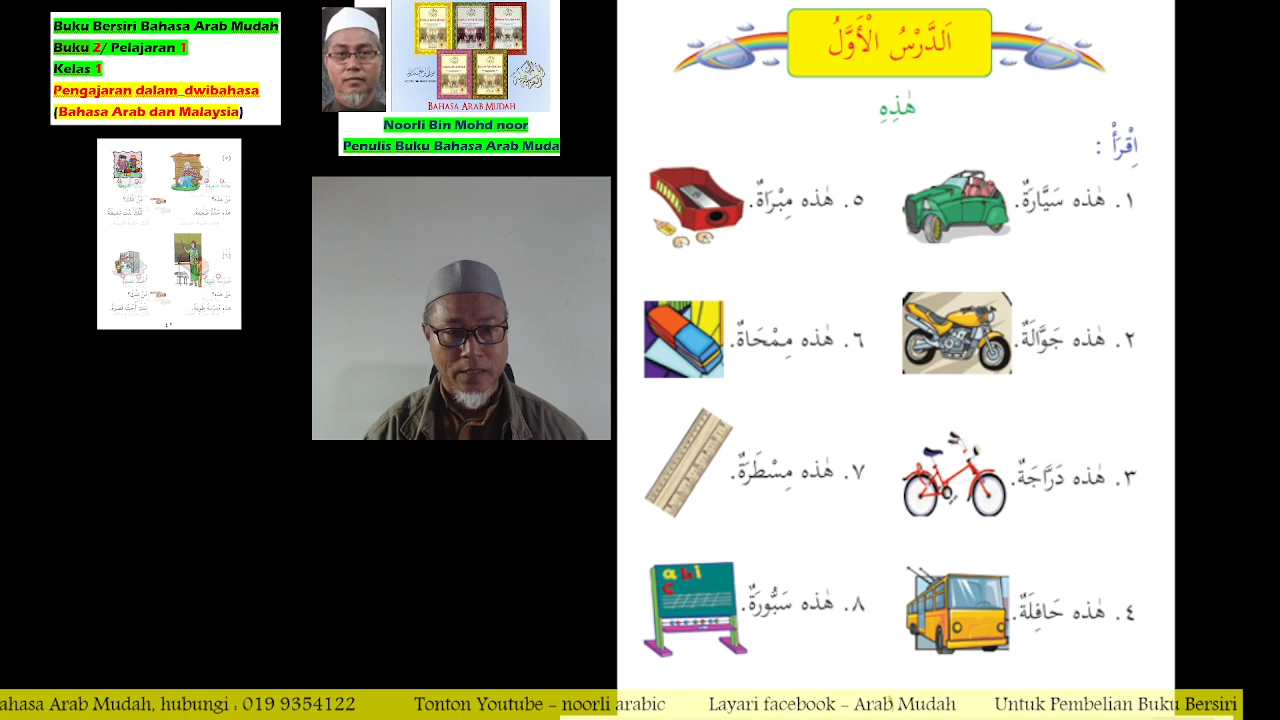 Buku Bersiri Bahasa Arab Mudah
Buku 2/ Pelajaran 1
Kelas 1
Pengajaran dalam dwibahasa
(Bahasa Arab dan Malaysia)
BAHASA ARAB MUDAH
Noorli Bin Mohd noor
Penulis Buku Bahasa Arab Muda
اَلدَّرْسُ الْأَوَّلُ
هٰذِهِ
اِقْرَأْ :
١. هٰذه سَيَّارَةٌ.
٢. هٰذه جَوَّالَةٌ.
٣. هٰذه دَرَّاجَةٌ.
٤. هٰذه حَافِلَةٌ.
٥. هٰذه مِبْرَاةٌ.
٦. هٰذه مِمْحَاةٌ.
٧. هٰذه مِسْطَرَةٌ.
٨. هٰذه سَبُّورَةٌ.
ahasa Arab Mudah, hubungi : 019 9354122 Tonton Youtube - noorli arabic Layari facebook - Arab Mudah Untuk Pembelian Buku Bersiri